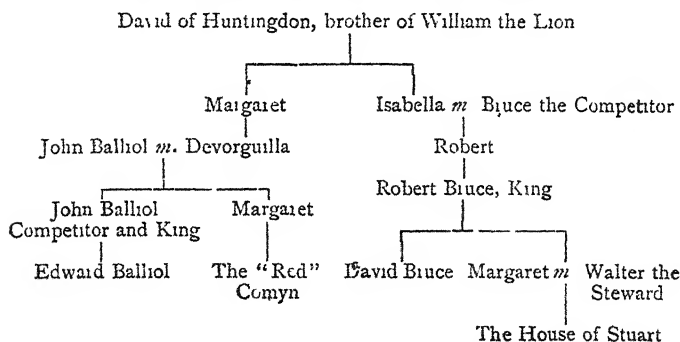 David of Huntingdon, brother of William the Lion
Margaret Isabella m Bruce the Competitor
John Balliol m. Devorguilla Robert
Robert Bruce, King
John Balliol Margaret
Competitor and King
Edward Balliol The "Red" David Bruce Margaret m Walter the
Comyn Steward
The House of Stuart